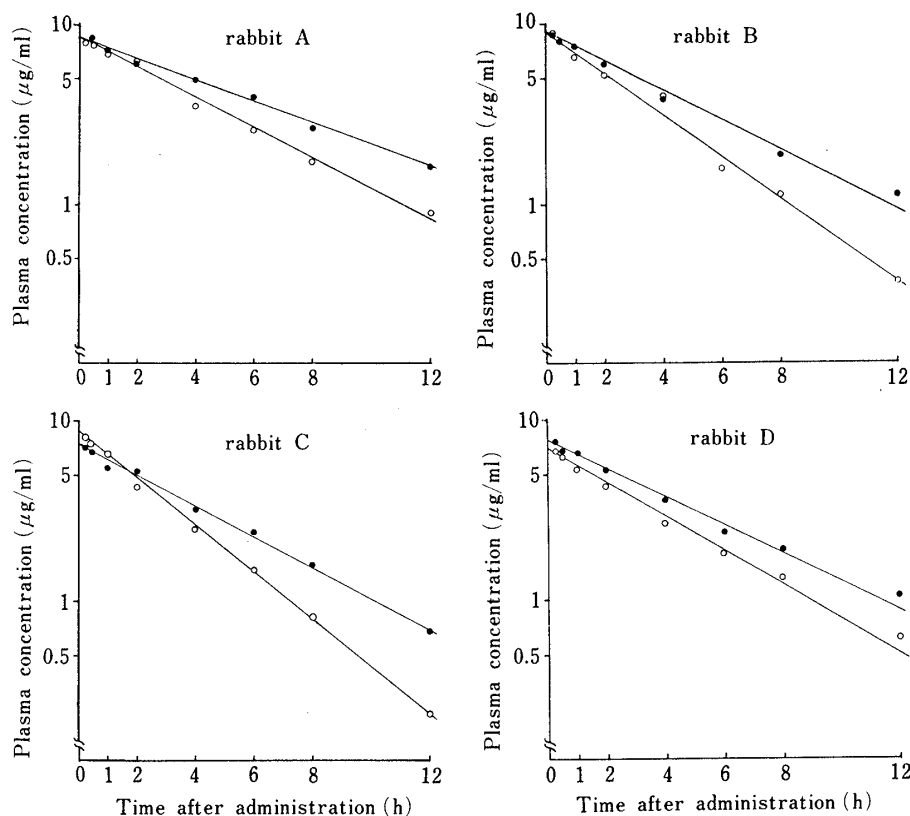 rabbit A
Plasma concentration (μg/ml)
10
5
1
0.5
0 1 2 4 6 8 12
rabbit B
Plasma concentration (μg/ml)
10
5
1
0.5
0 1 2 4 6 8 12
rabbit C
Plasma concentration (μg/ml)
10
5
1
0.5
0 1 2 4 6 8 12
Time after administration (h)
rabbit D
Plasma concentration (μg/ml)
10
5
1
0.5
0 1 2 4 6 8 12
Time after administration (h)